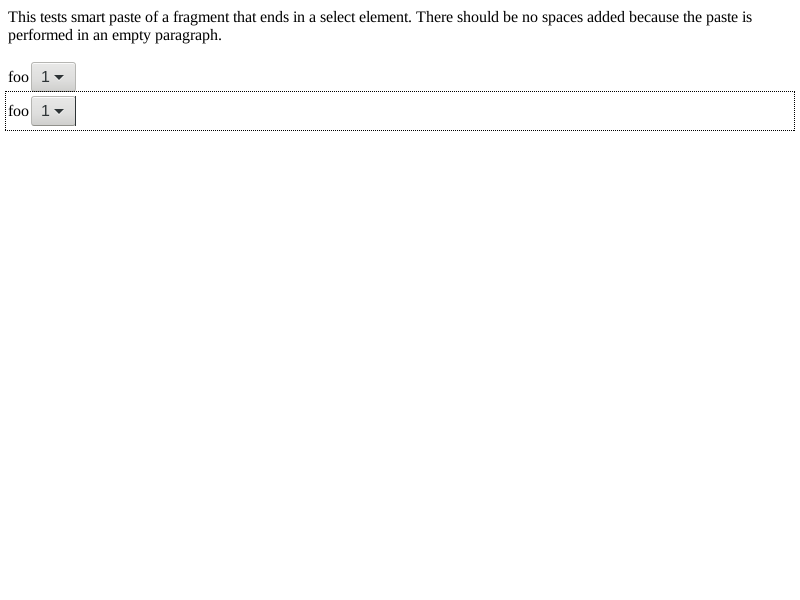 This tests smart paste of a fragment that ends in a select element. There should be no spaces added because the paste is
performed in an empty paragraph.
foo 1
foo 1